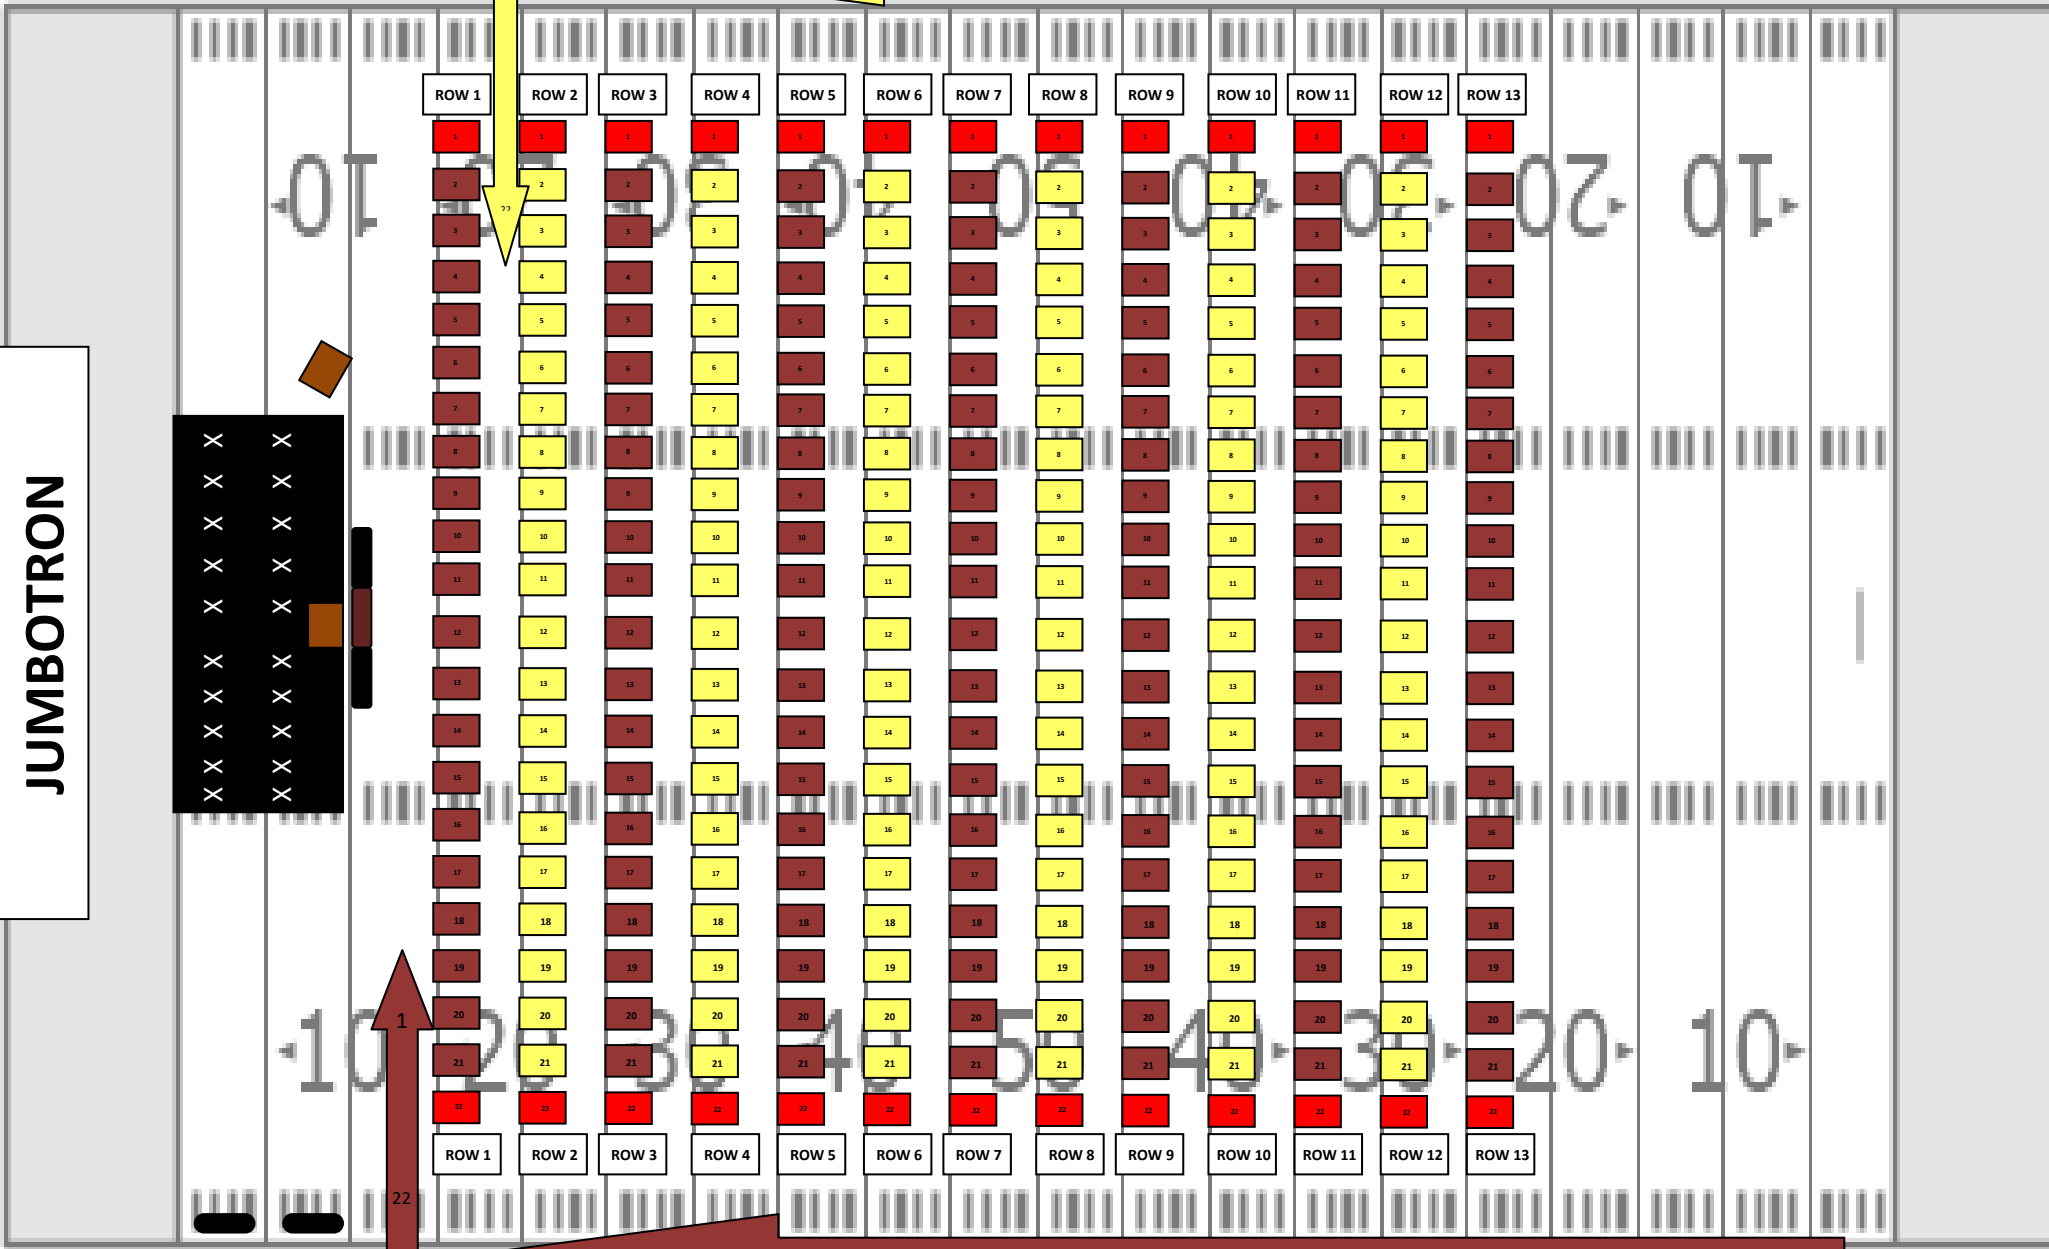 ROW 1 ROW 2 ROW 3 ROW 4 ROW 5 ROW 6 ROW 7 ROW 8 ROW 9 ROW 10 ROW 11 ROW 12 ROW 13
1 1 1 1 1 1 1 1 1 1 1 1 1
10 20 30 40 50 40 30 20 10
2 2 2 2 2 2 2 2 2 2 2 2 2
22
3 3 3 3 3 3 3 3 3 3 3 3 3
4 4 4 4 4 4 4 4 4 4 4 4 4
5 5 5 5 5 5 5 5 5 5 5 5 5
6 6 6 6 6 6 6 6 6 6 6 6 6
7 7 7 7 7 7 7 7 7 7 7 7 7
X X
8 8 8 8 8 8 8 8 8 8 8 8 8
X X
9 9 9 9 9 9 9 9 9 9 9 9 9
X X
10 10 10 10 10 10 10 10 10 10 10 10 10
X X
11 11 11 11 11 11 11 11 11 11 11 11 11
X X
JUMBOTRON
12 12 12 12 12 12 12 12 12 12 12 12 12
X X
13 13 13 13 13 13 13 13 13 13 13 13 13
X X
14 14 14 14 14 14 14 14 14 14 14 14 14
X X
X X
15 15 15 15 15 15 15 15 15 15 15 15 15
X X
16 16 16 16 16 16 16 16 16 16 16 16 16
17 17 17 17 17 17 17 17 17 17 17 17 17
18 18 18 18 18 18 18 18 18 18 18 18 18
19 19 19 19 19 19 19 19 19 19 19 19 19
1
20 20 20 20 20 20 20 20 20 20 20 20 20
10 20 30 40 50 40 30 20 10
21 21 21 21 21 21 21 21 21 21 21 21 21
22 22 22 22 22 22 22 22 22 22 22 22 22
ROW 1 ROW 2 ROW 3 ROW 4 ROW 5 ROW 6 ROW 7 ROW 8 ROW 9 ROW 10 ROW 11 ROW 12 ROW 13
22